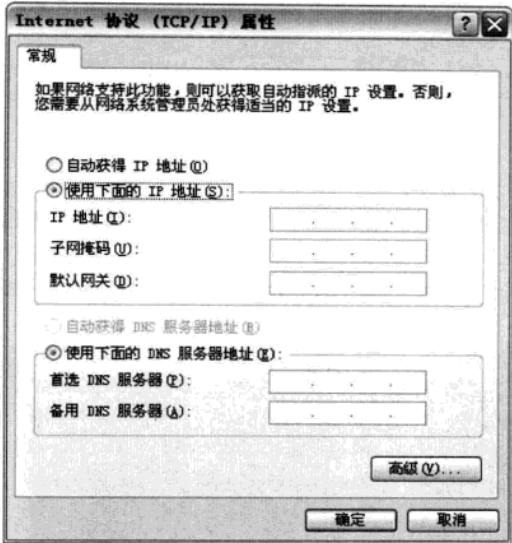 Internet 协议 (TCP/IP) 属性
常规
如果网络支持此功能，则可以获取自动指派的 IP 设置。否则，
您需要从网络系统管理员处获得适当的 IP 设置。
自动获得 IP 地址(O)
使用下面的 IP 地址(S):
IP 地址(I):
子网掩码(U):
默认网关(D):
自动获得 DNS 服务器地址(B)
使用下面的 DNS 服务器地址(E):
首选 DNS 服务器(P):
备用 DNS 服务器(A):
高级(V)...
确定 取消